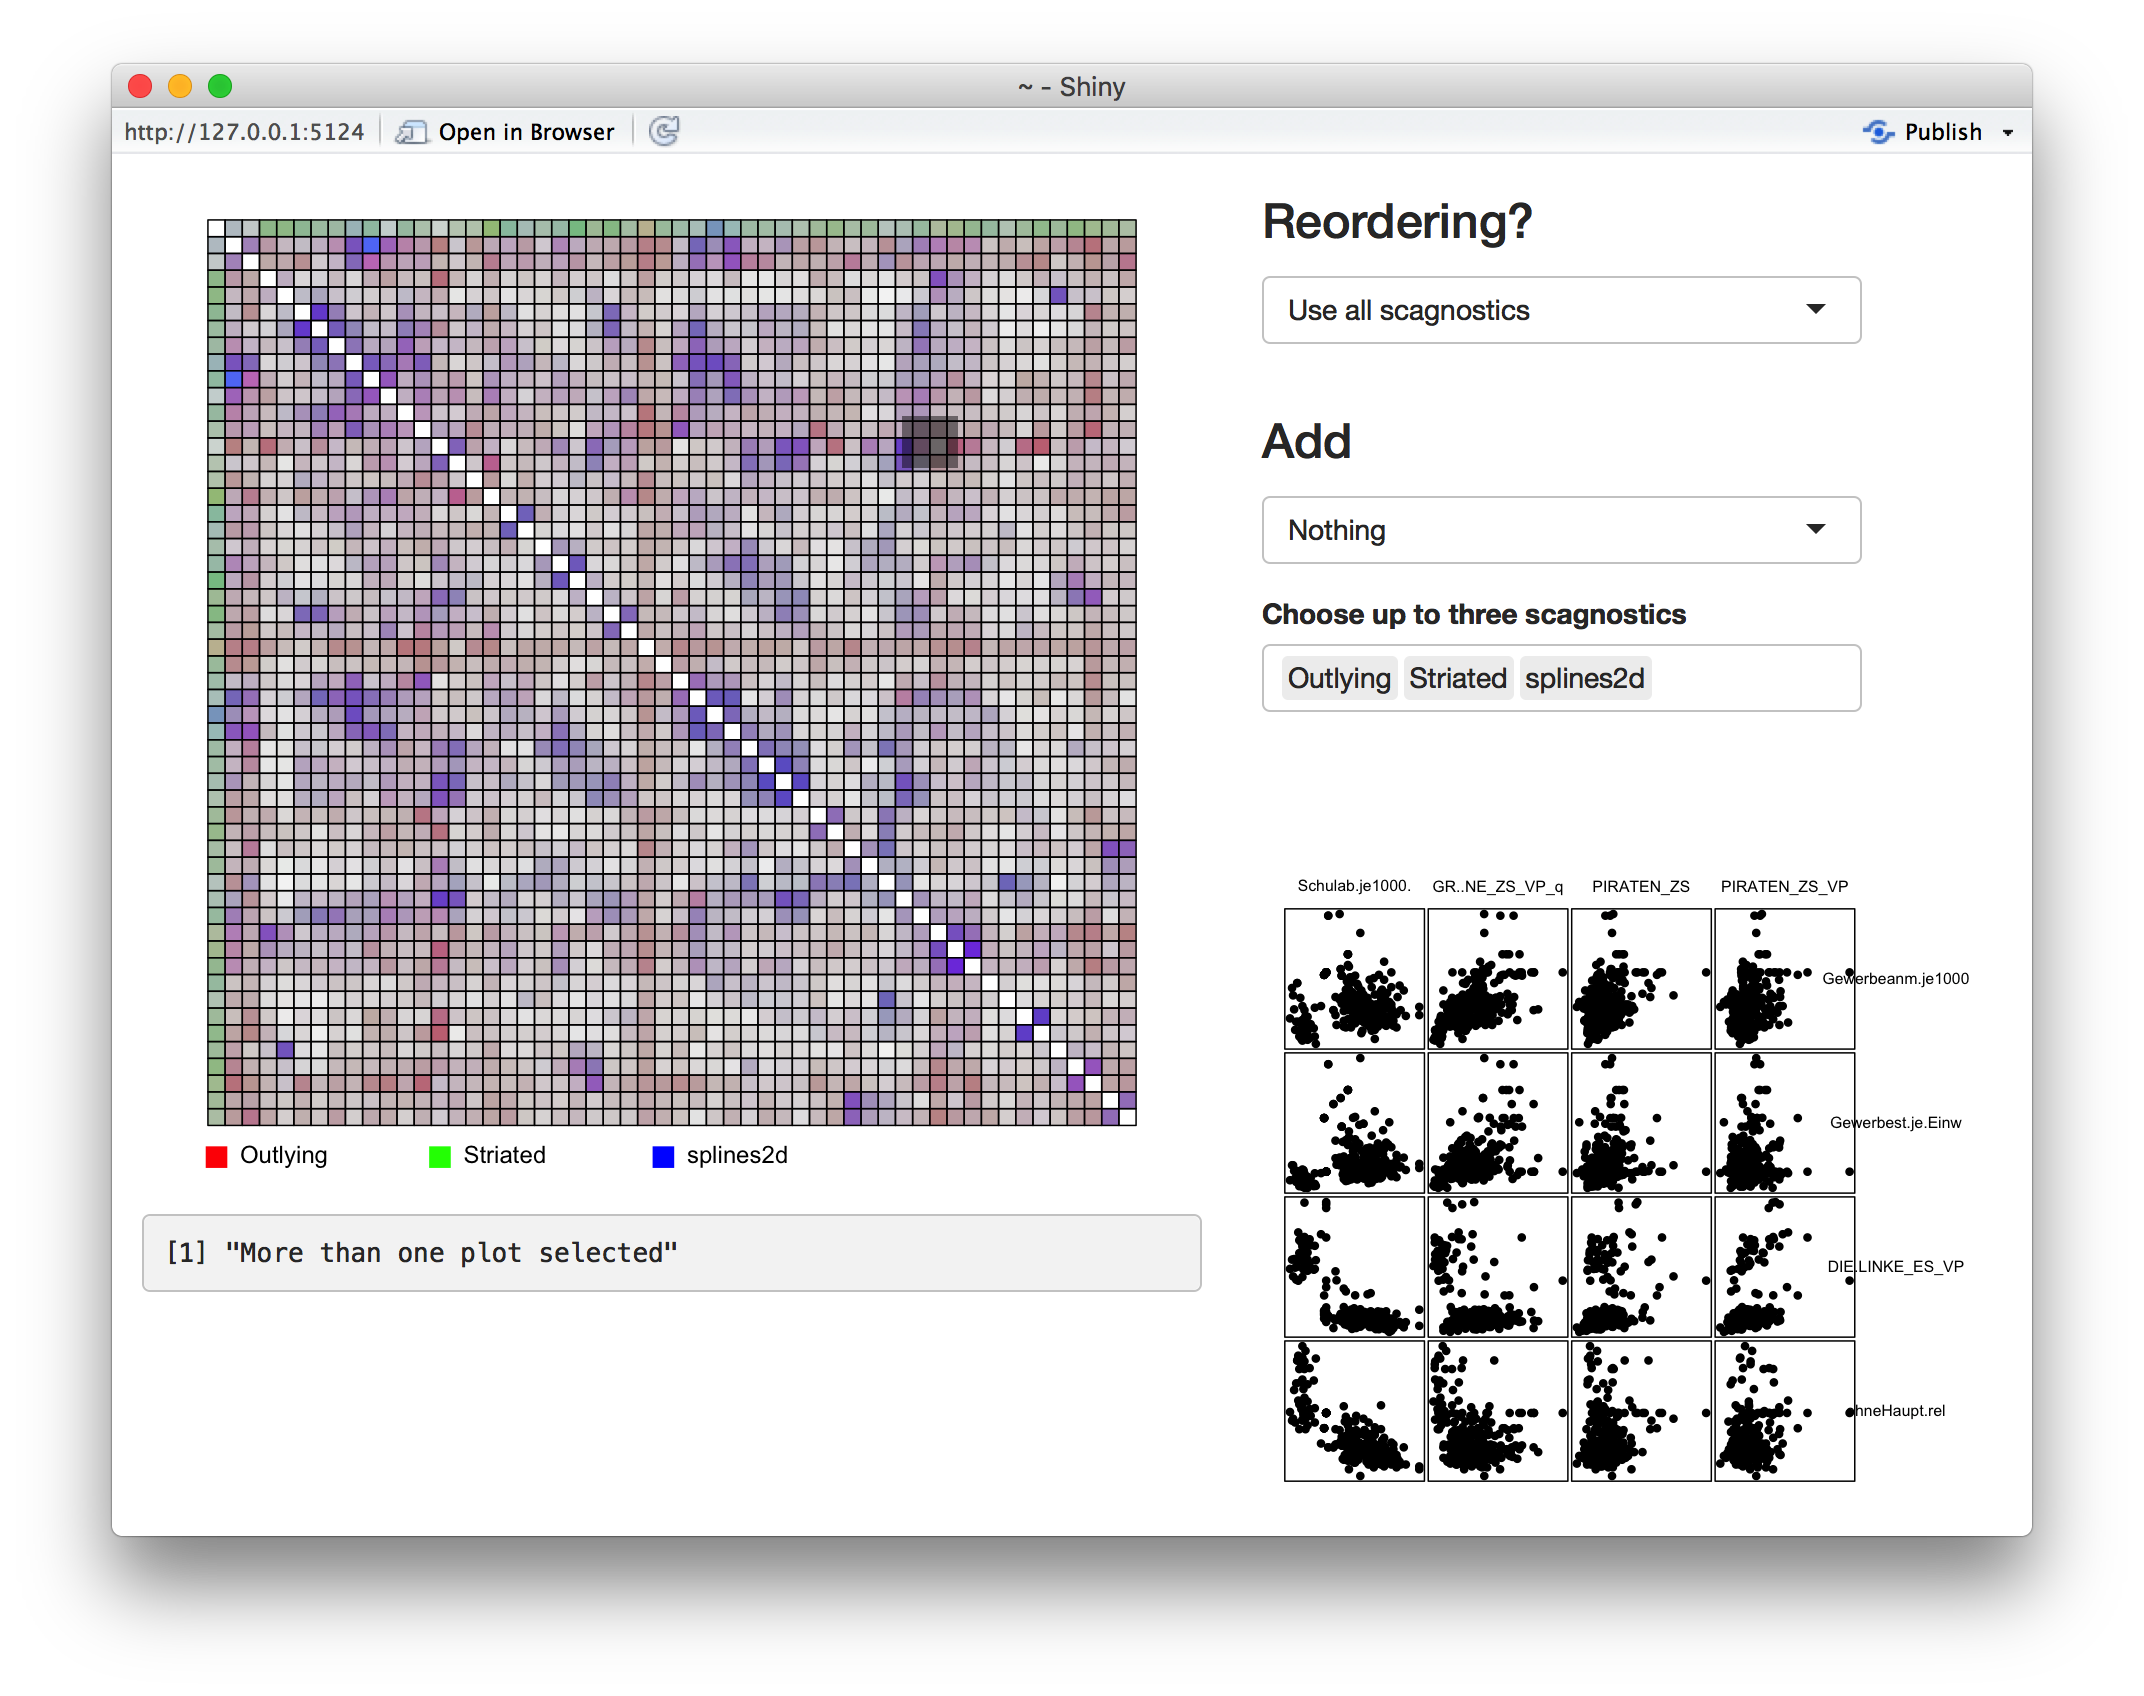 ~ - Shiny
http://127.0.0.1:5124
Open in Browser
Publish
Reordering?
Use all scagnostics
Add
Nothing
Choose up to three scagnostics
Outlying Striated splines2d
Outlying
Striated
splines2d
[1] "More than one plot selected"
Schulab.je1000.
GR..NE_ZS_VP_q
PIRATEN_ZS
PIRATEN_ZS_VP
Gewerbeanm.je1000
Gewerbest.je.Einw
DIE.LINKE_ES_VP
hneHaupt.rel